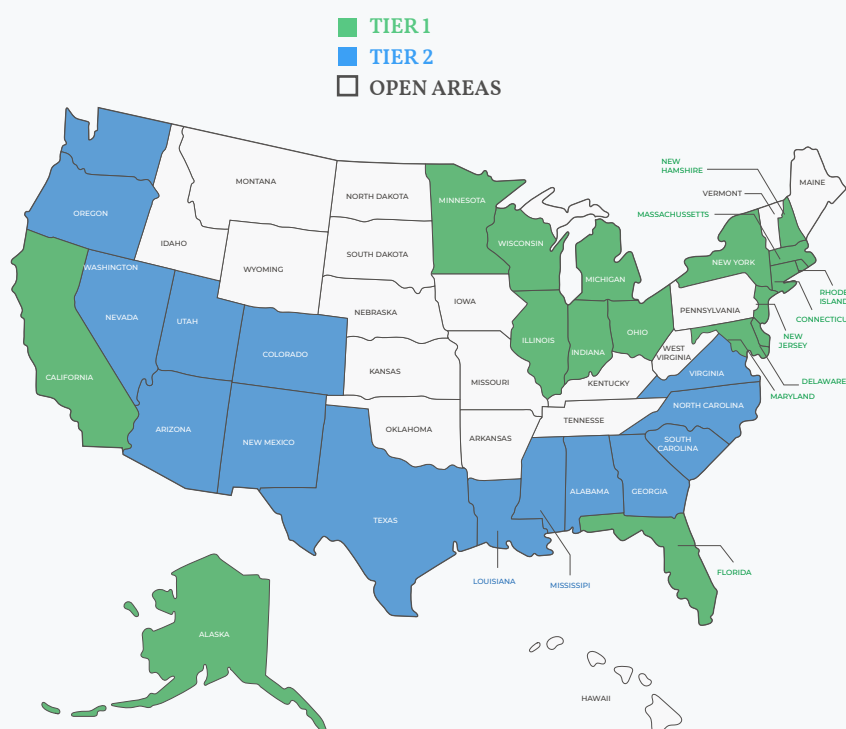 TIER 1
TIER 2
OPEN AREAS
NEW
HAMSHIRE
VERMONT
MAINE
MASSACHUSSETTS
MONTANA
NORTH DAKOTA
MINNESOTA
OREGON
WISCONSIN
IDAHO
SOUTH DAKOTA
NEW YORK
WASHINGTON
WYOMING
MICHIGAN
RHODE
ISLAND
IOWA
NEBRASKA
PENNSYLVANIA
CONNECTICU
NEVADA
UTAH
ILLINOIS
OHIO
NEW
JERSEY
COLORADO
INDIANA
WEST
VIRGINIA
CALIFORNIA
KANSAS
MISSOURI
KENTUCKY
VIRGINIA
DELAWARE
MARYLAND
NORTH CAROLINA
TENNESSE
ARIZONA
NEW MEXICO
OKLAHOMA
ARKANSAS
SOUTH
CAROLINA
ALABAMA
GEORGIA
TEXAS
LOUISIANA
MISSISSIPI
FLORIDA
ALASKA
HAWAII